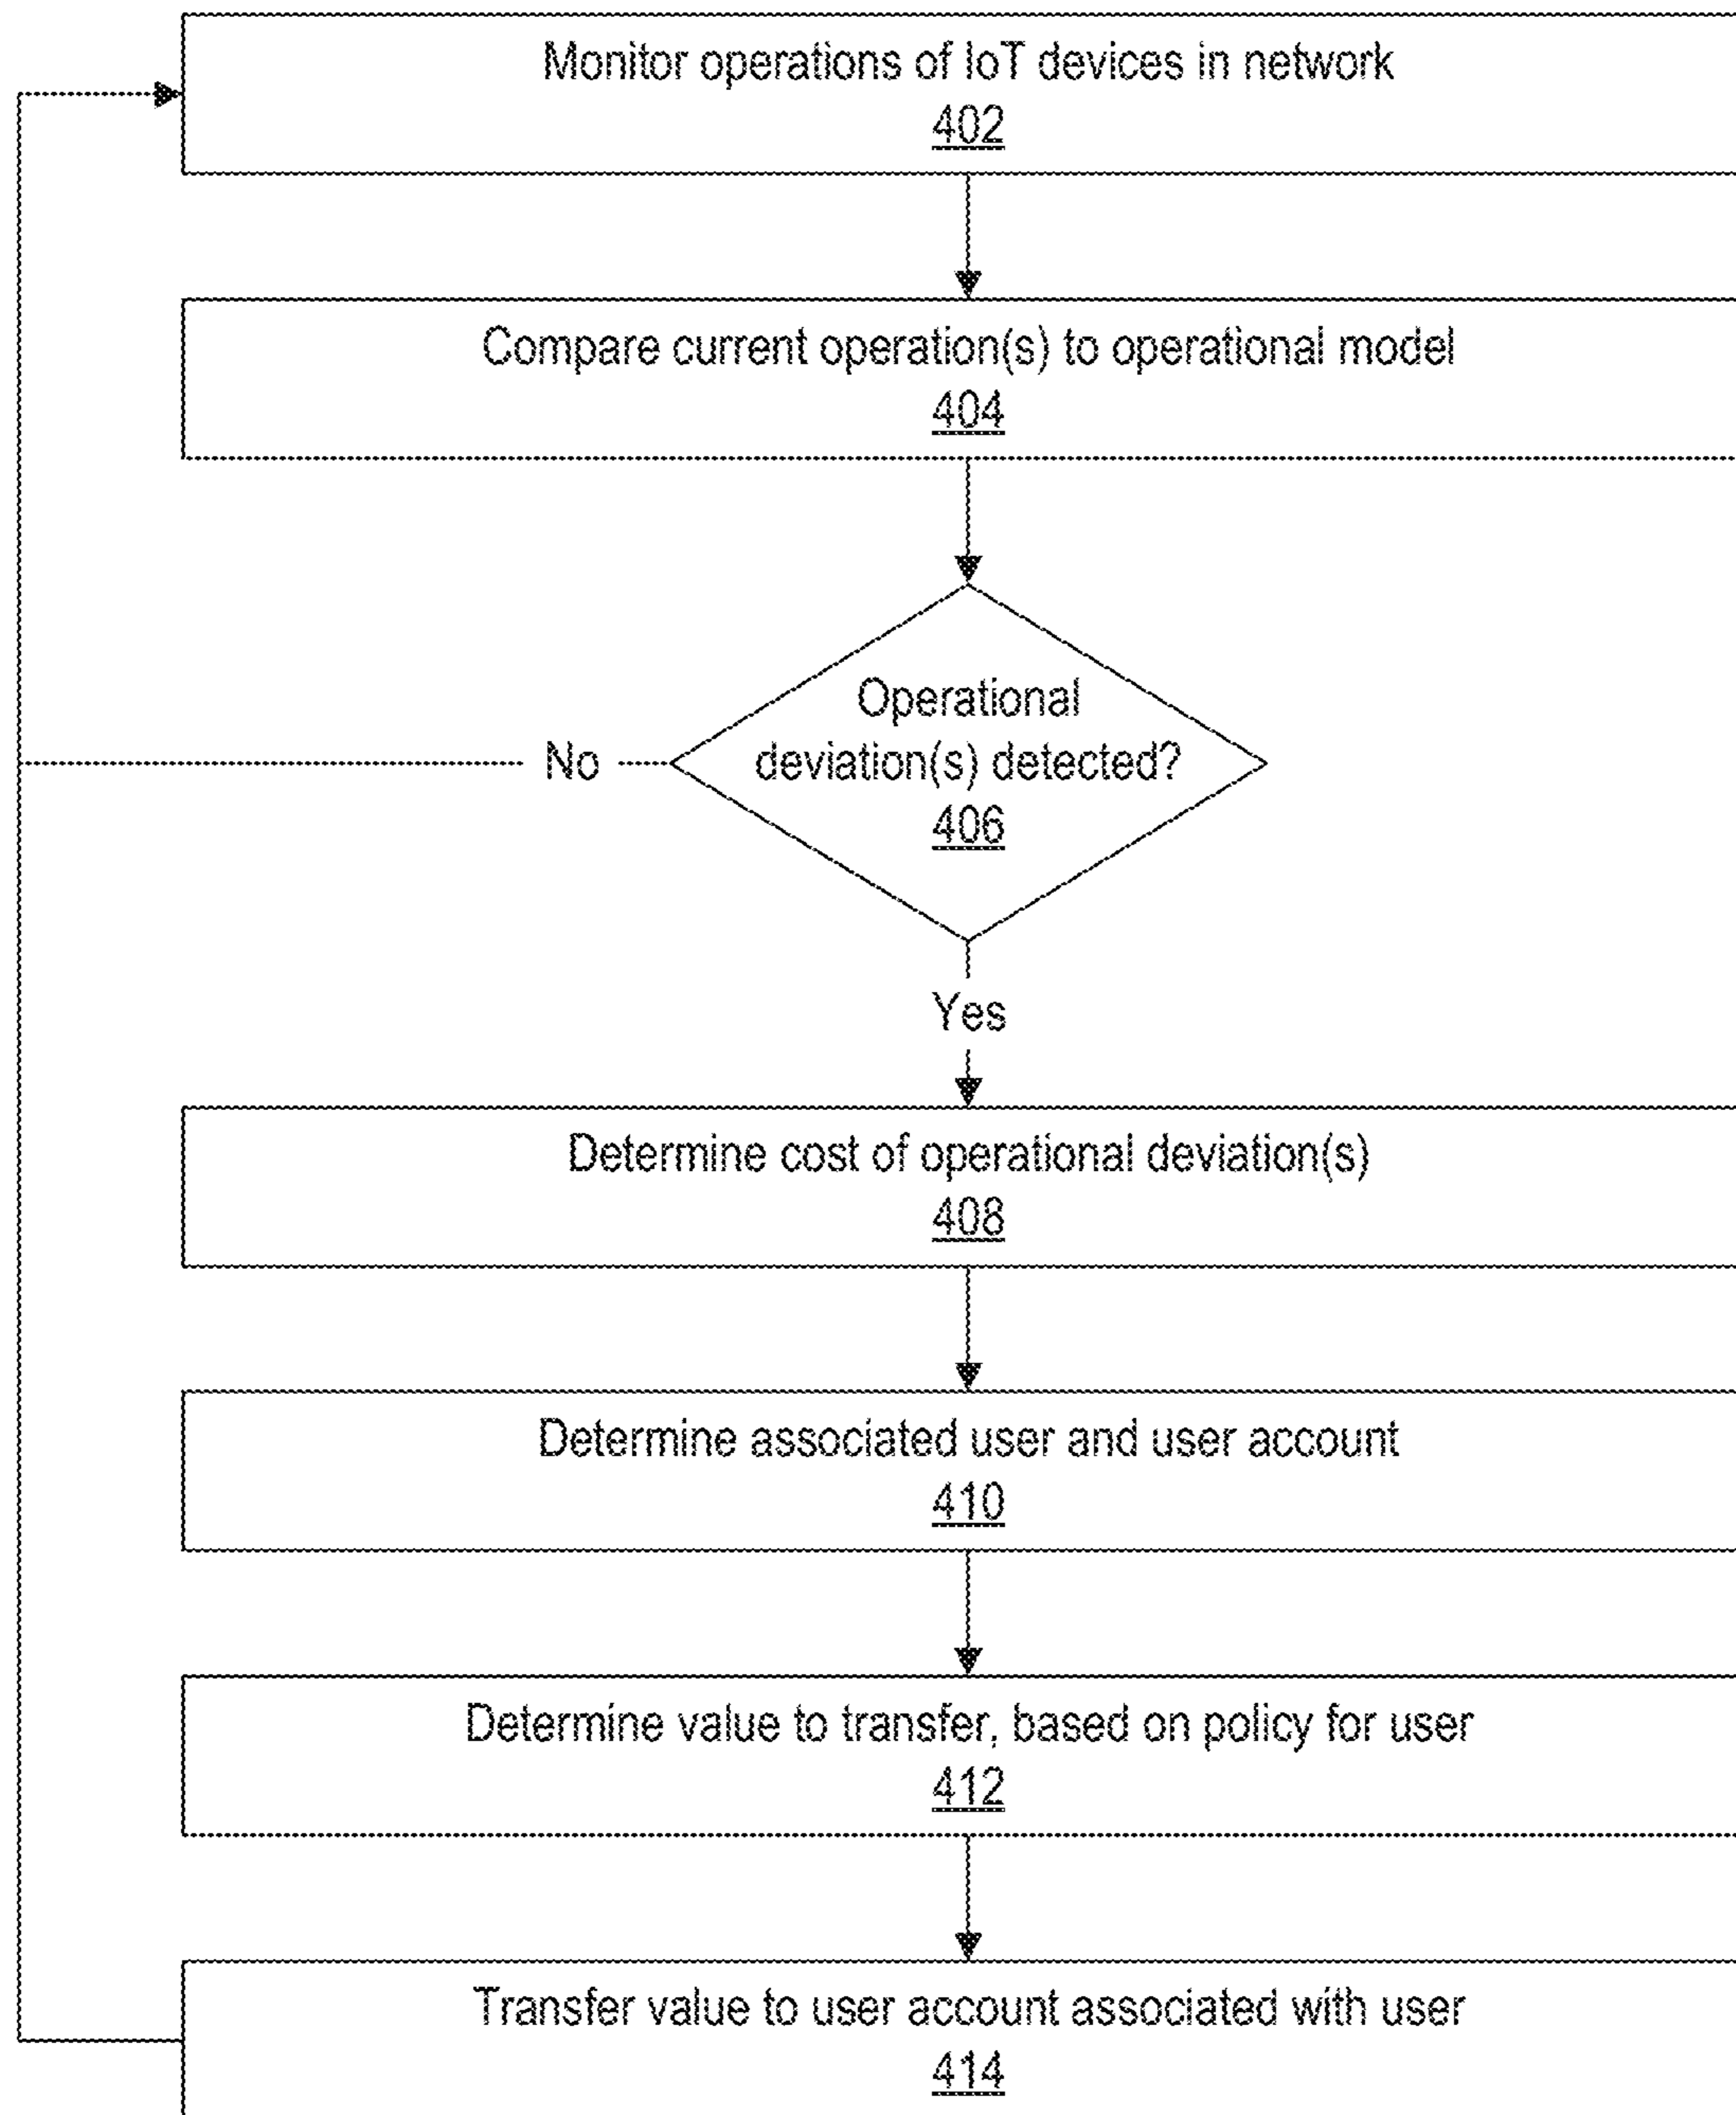 Monitor operations of IoT devices in network
402
Compare current operation(s) to operational model
404
Operational
deviation(s) detected?
406
No
Yes
Determine cost of operational deviation(s)
408
Determine associated user and user account
410
Determine value to transfer, based on policy for user
412
Transfer value to user account associated with user
414